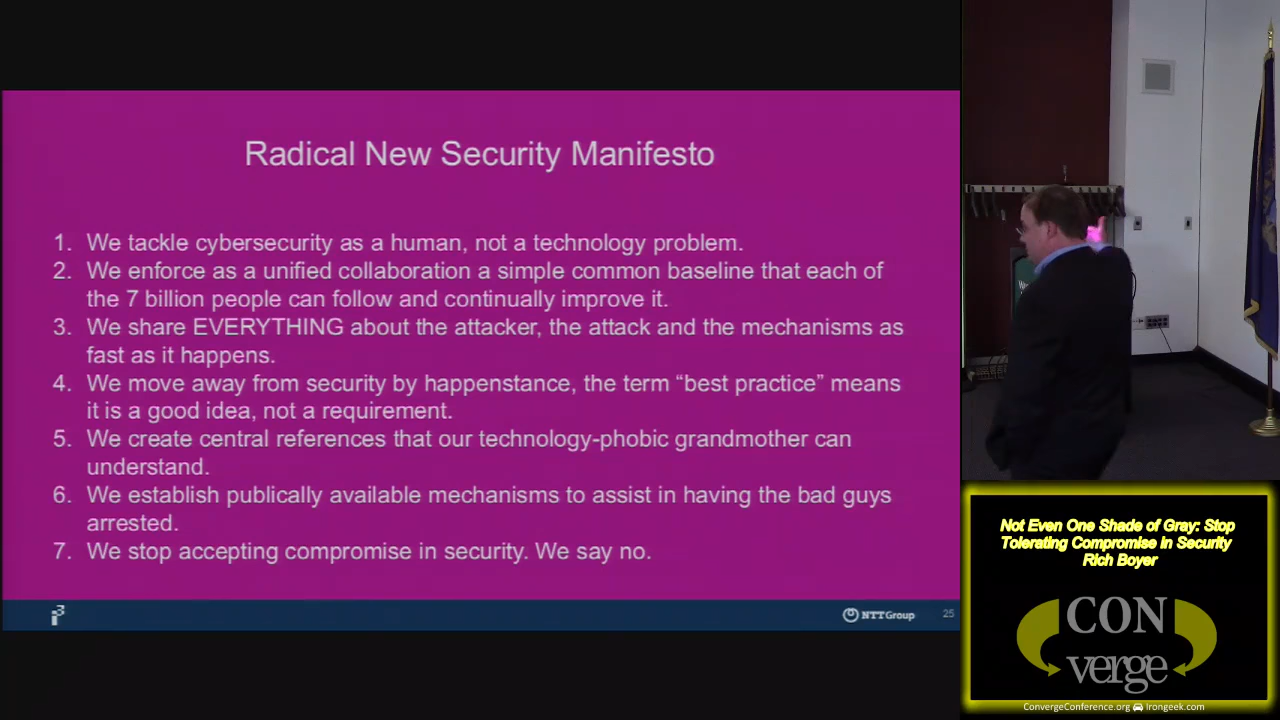 Radical New Security Manifesto
1. We tackle cybersecurity as a human, not a technology problem.
2. We enforce as a unified collaboration a simple common baseline that each of
the 7 billion people can follow and continually improve it.
3. We share EVERYTHING about the attacker, the attack and the mechanisms as
fast as it happens.
4. We move away from security by happenstance, the term “best practice” means
it is a good idea, not a requirement.
5. We create central references that our technology-phobic grandmother can
understand.
6. We establish publically available mechanisms to assist in having the bad guys
arrested.
7. We stop accepting compromise in security. We say no.
i3
NTTGroup
25
Not Even One Shade of Gray: Stop
Tolerating Compromise in Security
Rich Boyer
CON
verge
ConvergeConference.org Irongeek.com